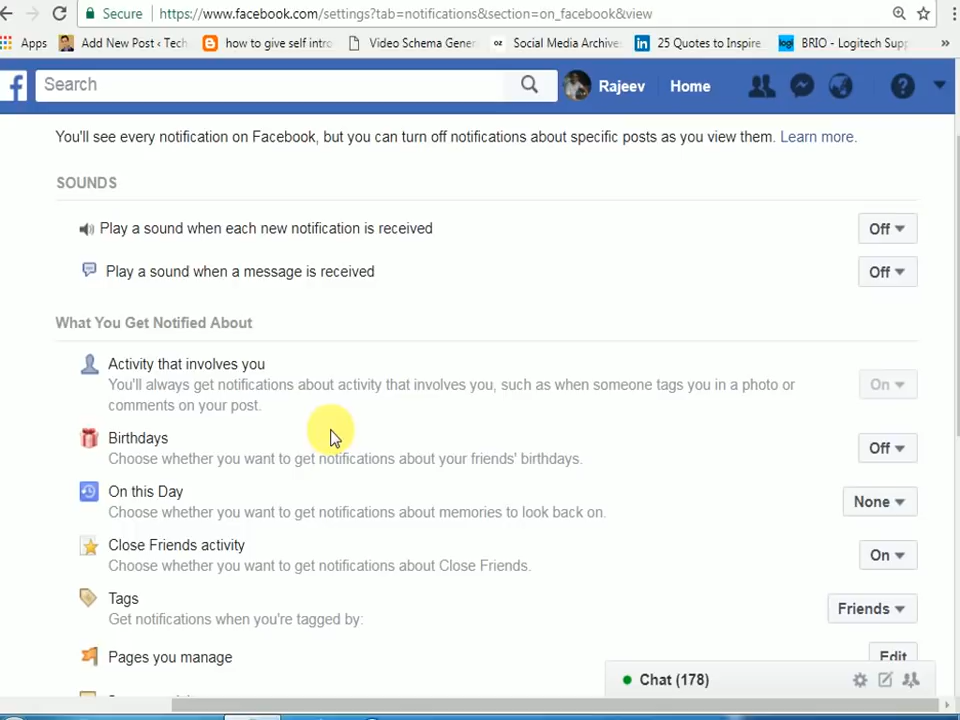 Secure https://www.facebook.com/settings?tab=notifications&section=on_facebook&view
Apps Add New Post ‹ Tech how to give self intro Video Schema Gener OZ Social Media Archive in 25 Quotes to Inspire logi BRIO - Logitech Supp »
f Search Rajeev Home
You'll see every notification on Facebook, but you can turn off notifications about specific posts as you view them. Learn more.
SOUNDS
Play a sound when each new notification is received Off
Play a sound when a message is received Off
What You Get Notified About
Activity that involves you
You'll always get notifications about activity that involves you, such as when someone tags you in a photo or On
comments on your post.
Birthdays Off
Choose whether you want to get notifications about your friends' birthdays.
On this Day None
Choose whether you want to get notifications about memories to look back on.
Close Friends activity On
Choose whether you want to get notifications about Close Friends.
Tags Friends
Get notifications when you're tagged by:
Pages you manage Edit
Chat (178)